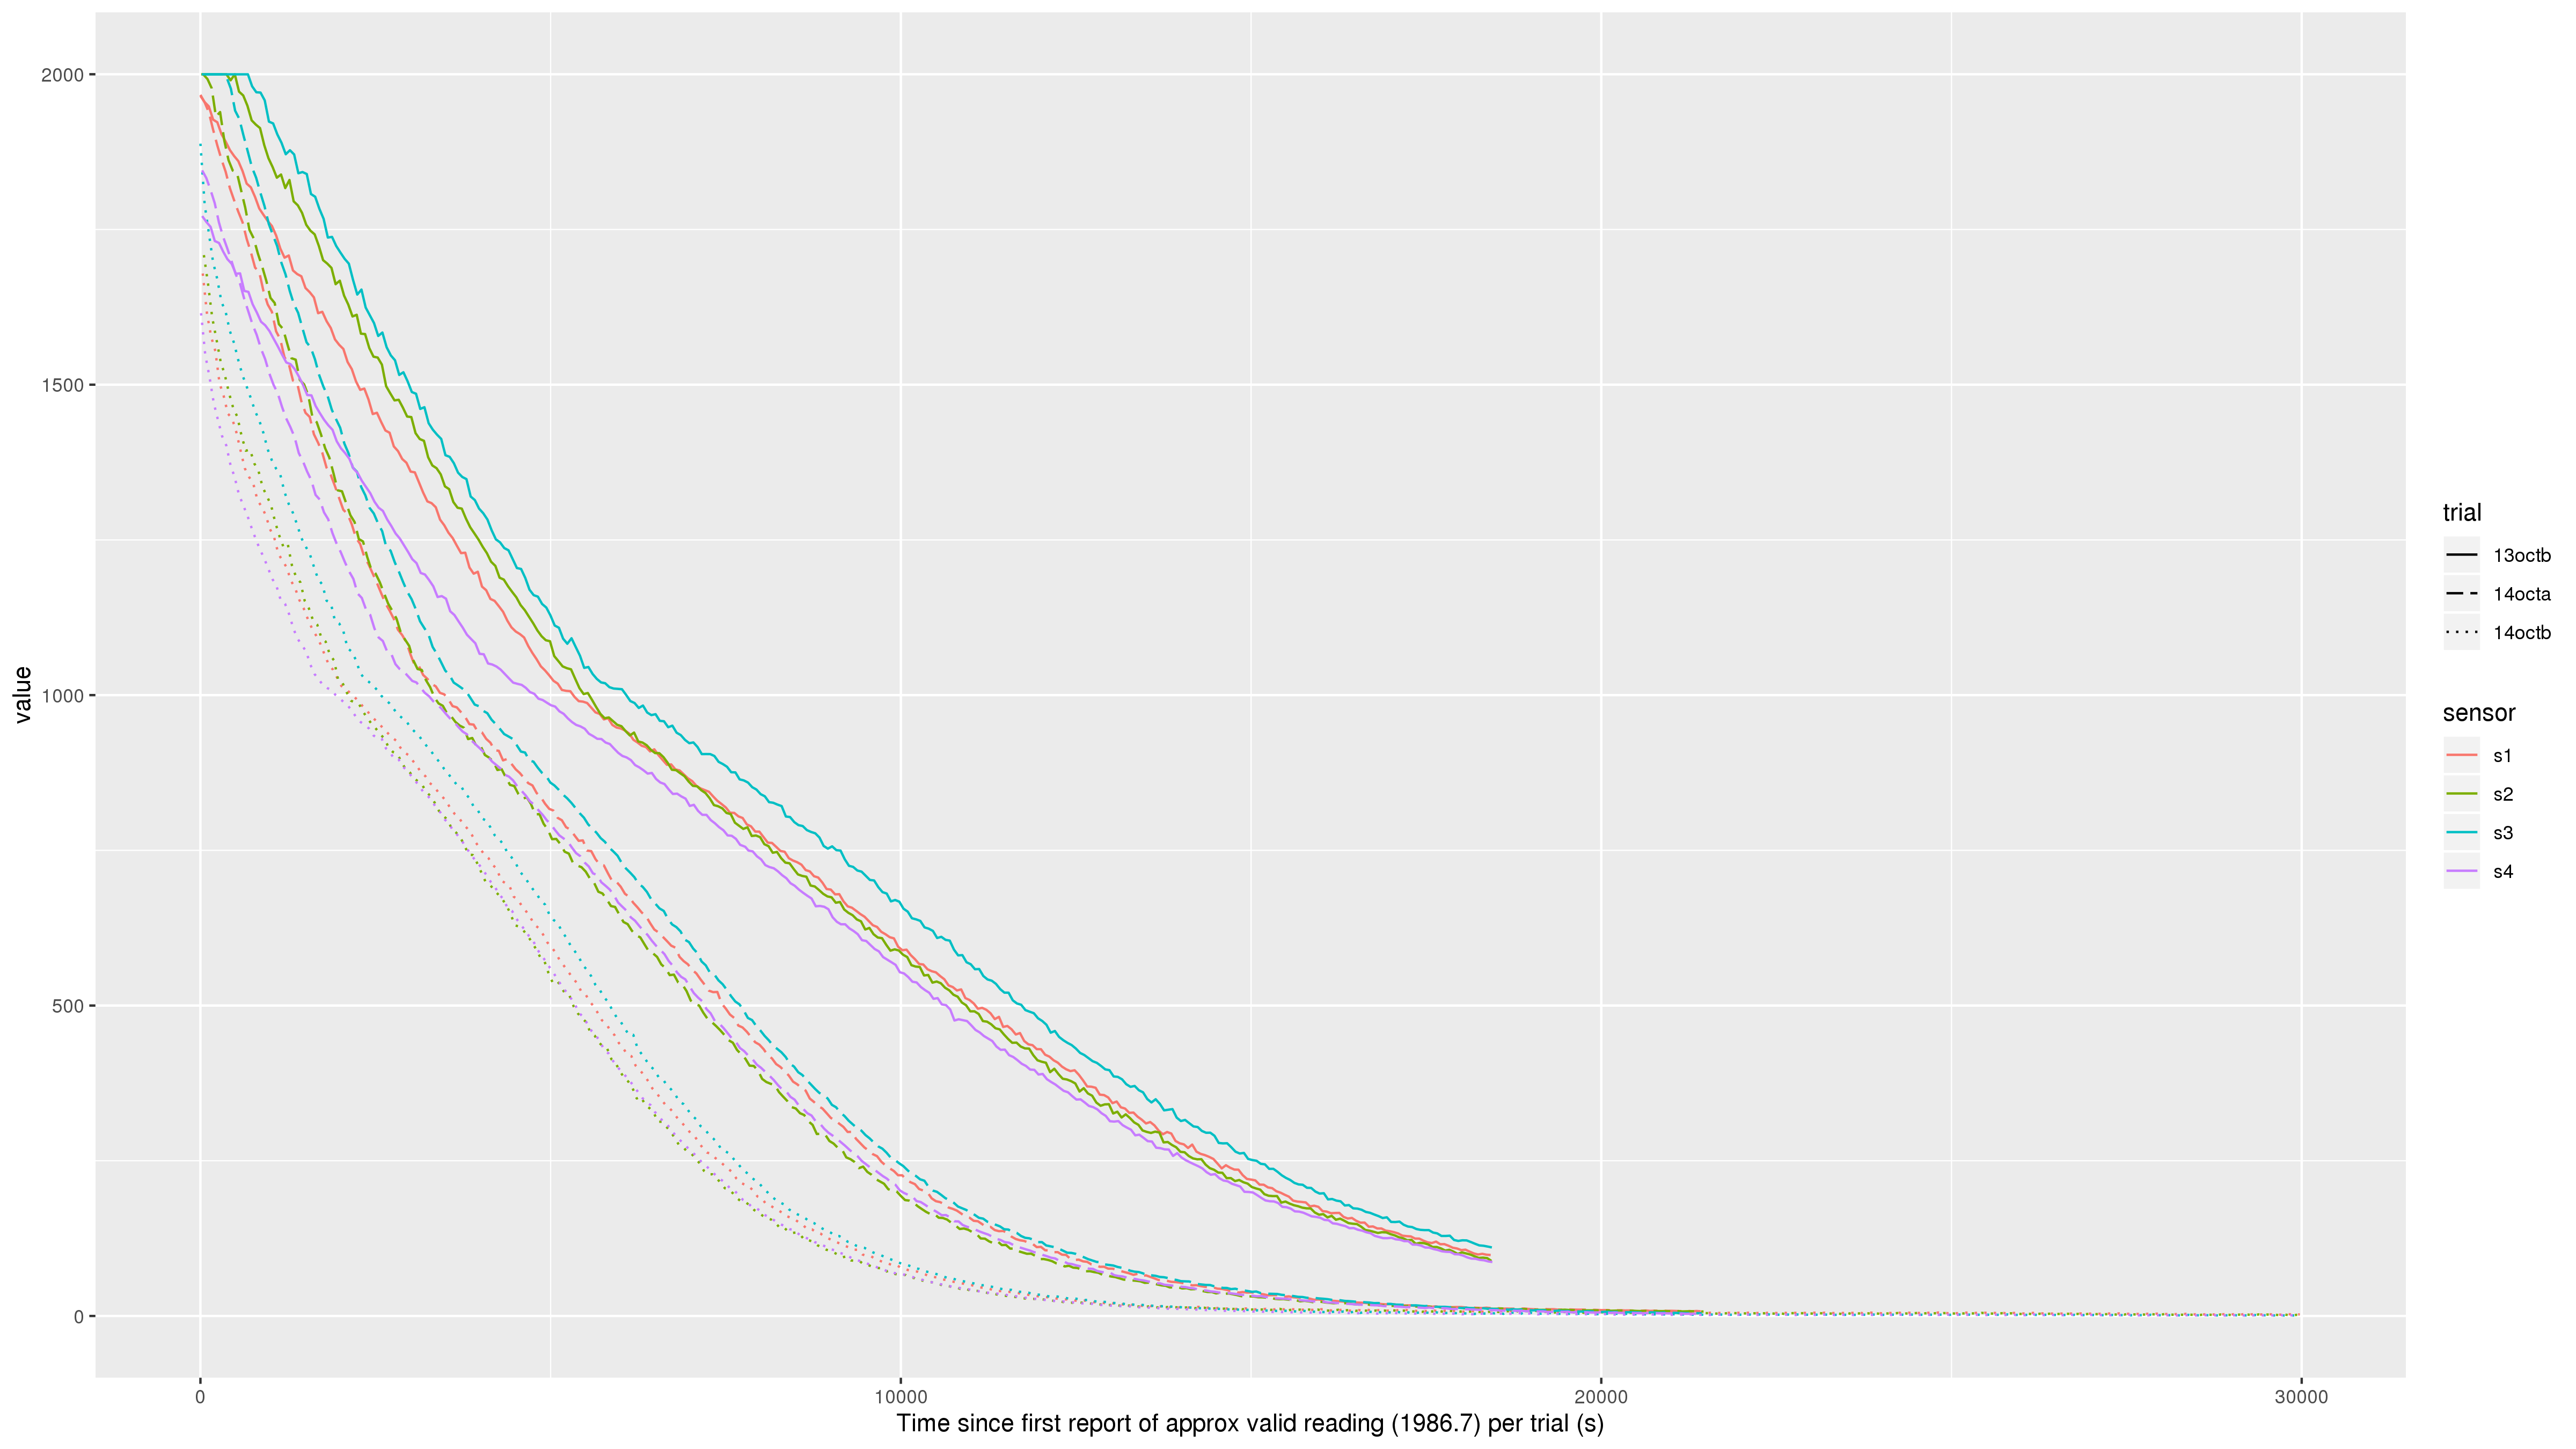 2000
1500
1000
500
0
value
0
10000
20000
30000
Time since first report of approx valid reading (1986.7) per trial (s)
trial
13octb
14octa
14octb
sensor
s1
s2
s3
s4